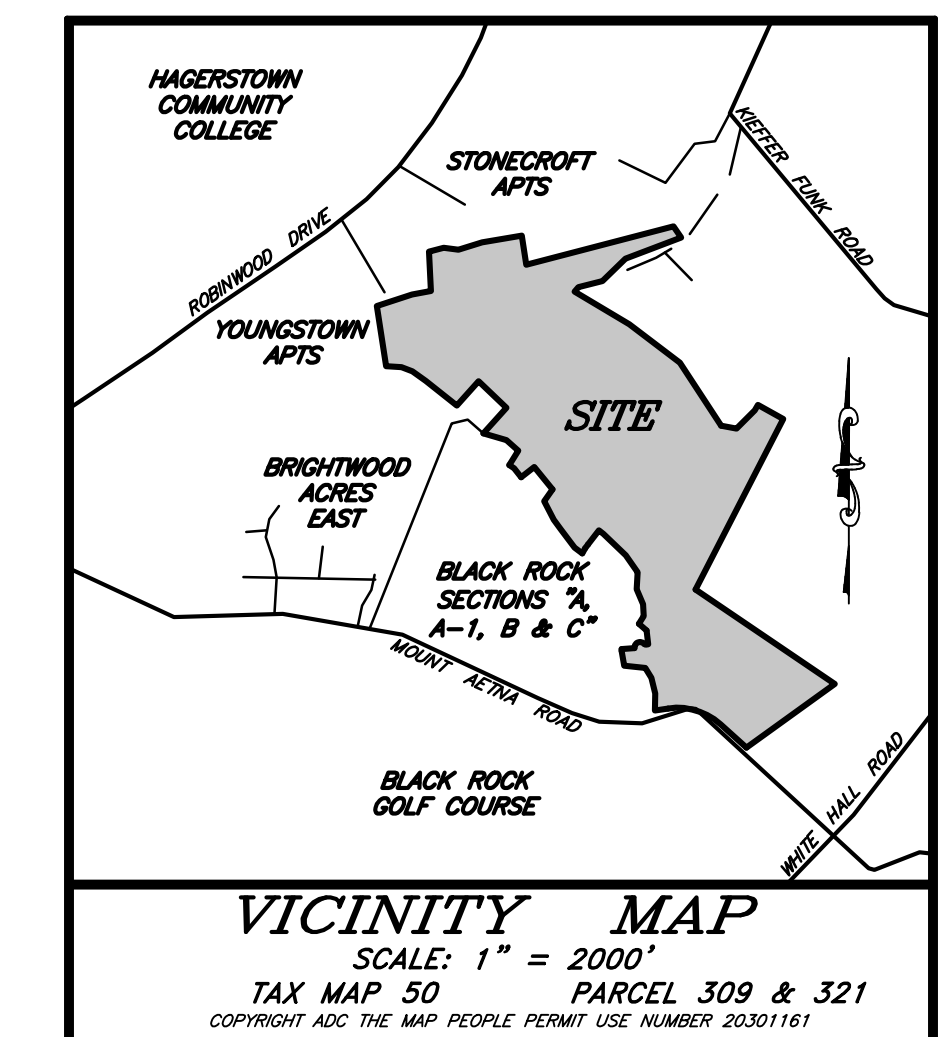 HAGERSTOWN
COMMUNITY
COLLEGE
STONECROFT
APTS
KIEFFER FUNK ROAD
ROBINWOOD DRIVE
YOUNGSTOWN
APTS
SITE
BRIGHTWOOD
ACRES
EAST
BLACK ROCK
SECTIONS "A,
A-1, B & C"
MOUNT AETNA ROAD
BLACK ROCK
GOLF COURSE
WHITE HALL ROAD
VICINITY MAP
SCALE: 1" = 2000'
TAX MAP 50 PARCEL 309 & 321
COPYRIGHT ADC THE MAP PEOPLE PERMIT USE NUMBER 20301161